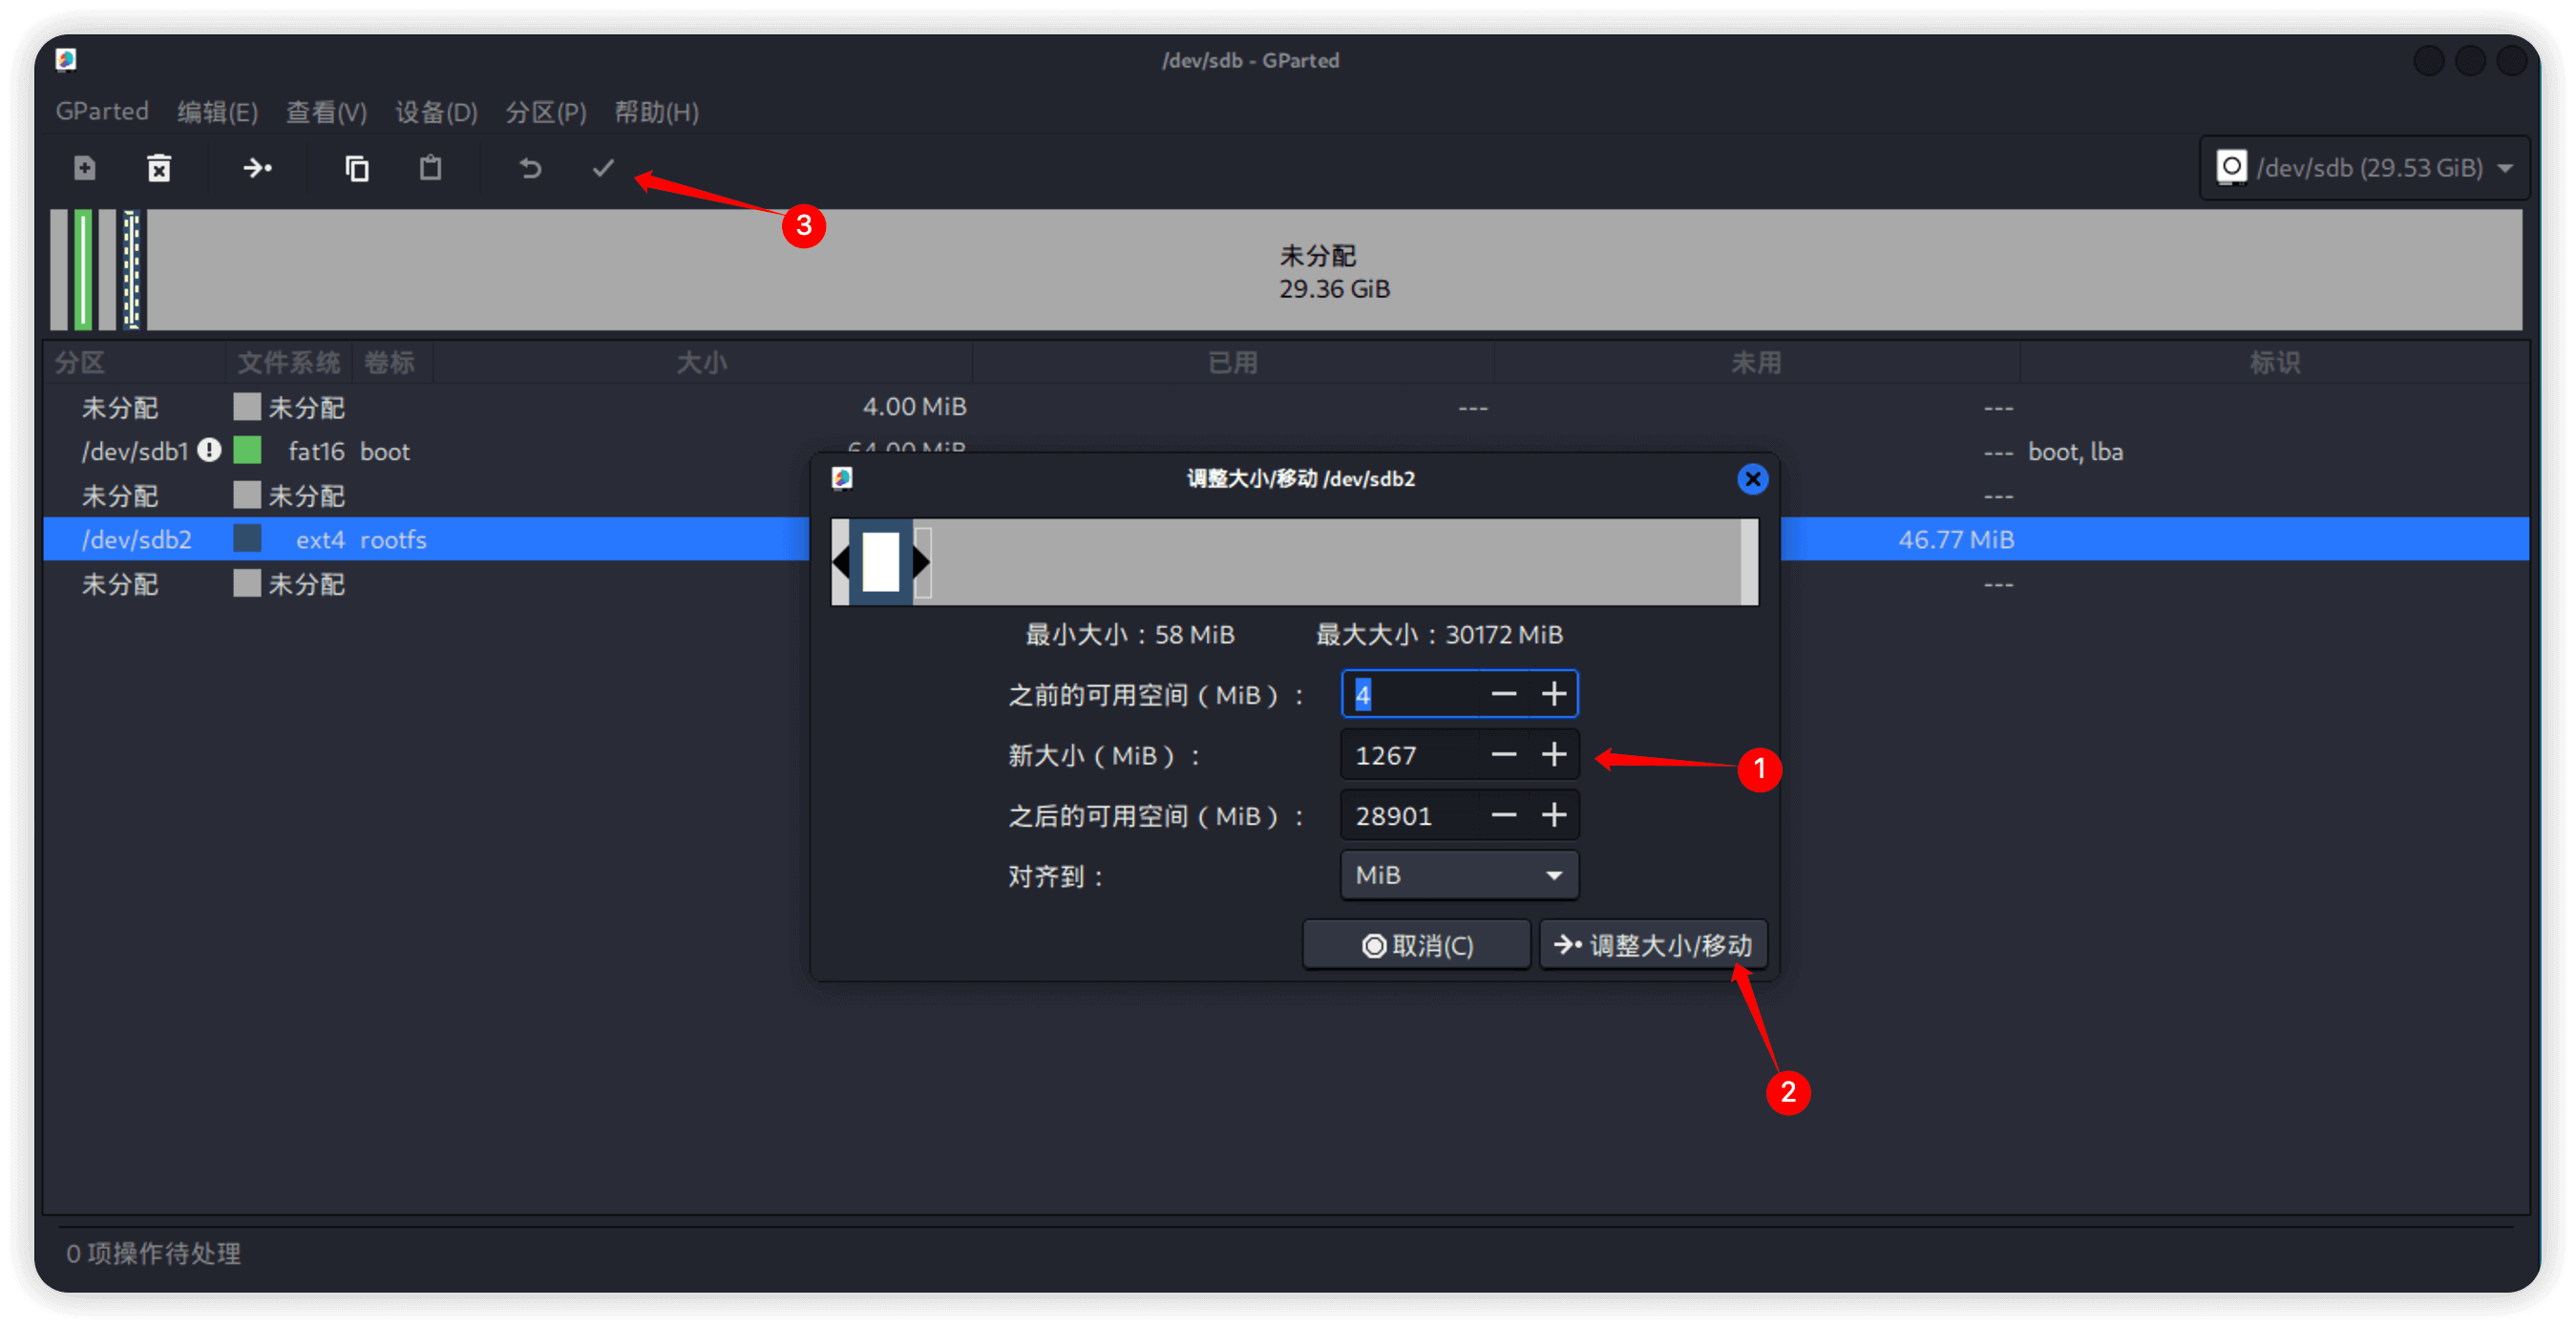 /dev/sdb - GParted
GParted 编辑(E) 查看(V) 设备(D) 分区(P) 帮助(H)
/dev/sdb (29.53 GiB)
3
未分配
29.36 GiB
分区 文件系统 卷标 大小 已用 未用 标识
未分配 未分配 4.00 MiB --- ---
/dev/sdb1 fat16 boot 64.00 MiB --- boot, lba
未分配 未分配 ---
/dev/sdb2 ext4 rootfs 46.77 MiB
未分配 未分配 ---
调整大小/移动 /dev/sdb2
最小大小：58 MiB 最大大小：30172 MiB
之前的可用空间（MiB）： 4
新大小（MiB）： 1267
1
之后的可用空间（MiB）： 28901
对齐到： MiB
取消(C) 调整大小/移动
2
0 项操作待处理